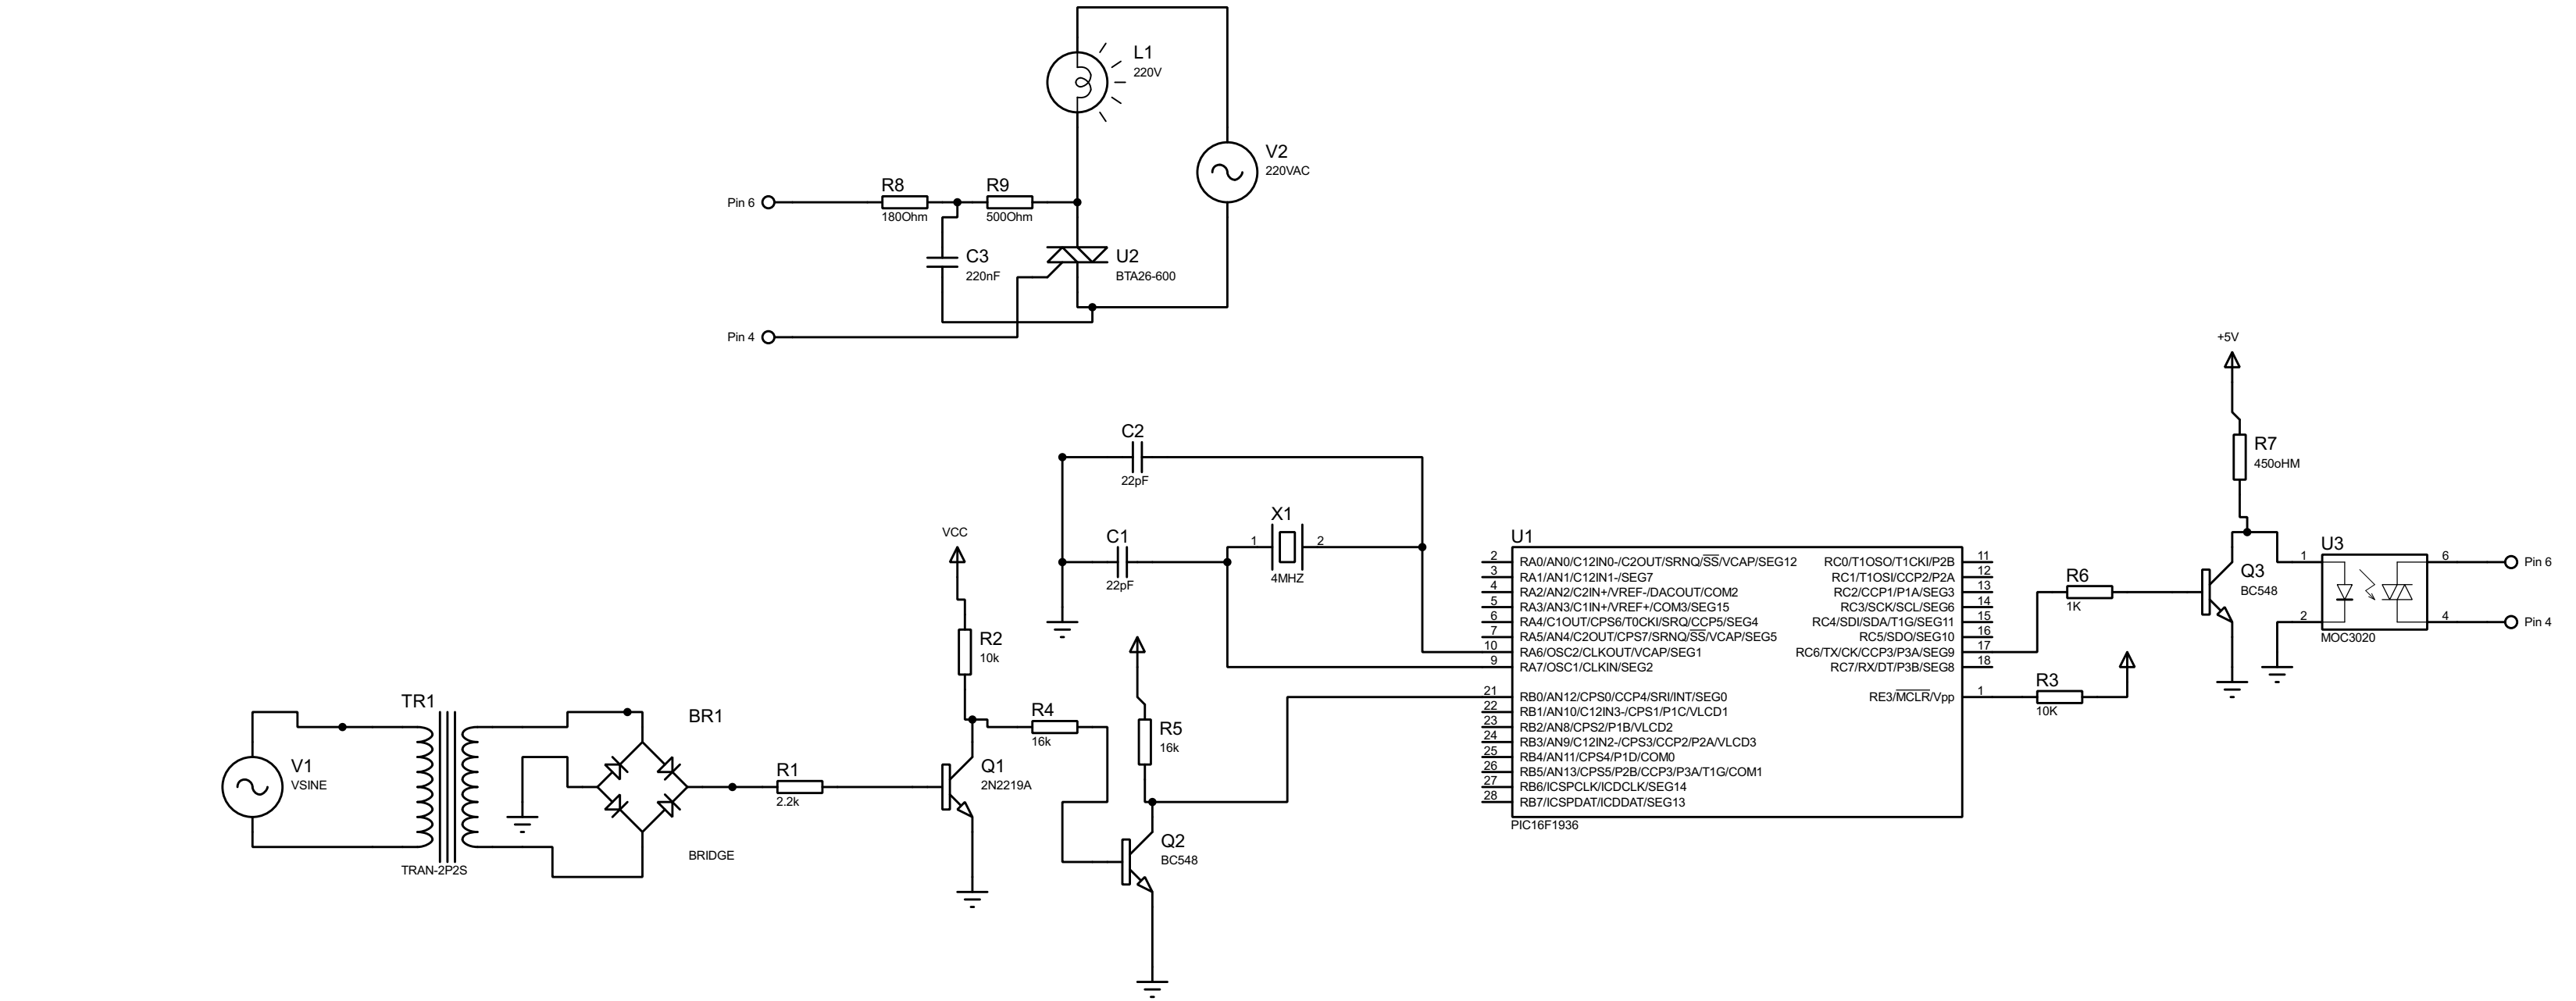 L1
220V
V2
220VAC
Pin 6
R8
180Ohm
R9
500Ohm
C3
220nF
U2
BTA26-600
Pin 4
+5V
R7
450oHM
C2
22pF
C1
22pF
X1
1
2
4MHZ
VCC
R2
10k
R4
16k
R5
16k
TR1
TRAN-2P2S
V1
VSINE
BR1
BRIDGE
R1
2.2k
Q1
2N2219A
Q2
BC548
U1
2 RA0/AN0/C12IN0-/C2OUT/SRNQ/SS/VCAP/SEG12
3 RA1/AN1/C12IN1-/SEG7
4 RA2/AN2/C2IN+/VREF-/DACOUT/COM2
5 RA3/AN3/C1IN+/VREF+/COM3/SEG15
6 RA4/C1OUT/CPS6/T0CKI/SRQ/CCP5/SEG4
7 RA5/AN4/C2OUT/CPS7/SRNQ/SS/VCAP/SEG5
10 RA6/OSC2/CLKOUT/VCAP/SEG1
9 RA7/OSC1/CLKIN/SEG2
21 RB0/AN12/CPS0/CCP4/SRI/INT/SEG0
22 RB1/AN10/C12IN3-/CPS1/P1C/VLCD1
23 RB2/AN8/CPS2/P1B/VLCD2
24 RB3/AN9/C12IN2-/CPS3/CCP2/P2A/VLCD3
25 RB4/AN11/CPS4/P1D/COM0
26 RB5/AN13/CPS5/P2B/CCP3/P3A/T1G/COM1
27 RB6/ICSPCLK/ICDCLK/SEG14
28 RB7/ICSPDAT/ICDDAT/SEG13
RC0/T1OSO/T1CKI/P2B 11
RC1/T1OSI/CCP2/P2A 12
RC2/CCP1/P1A/SEG3 13
RC3/SCK/SCL/SEG6 14
RC4/SDI/SDA/T1G/SEG11 15
RC5/SDO/SEG10 16
RC6/TX/CK/CCP3/P3A/SEG9 17
RC7/RX/DT/P3B/SEG8 18
RE3/MCLR/Vpp 1
PIC16F1936
R6
1K
R3
10K
Q3
BC548
U3
1
2
6
4
MOC3020
Pin 6
Pin 4